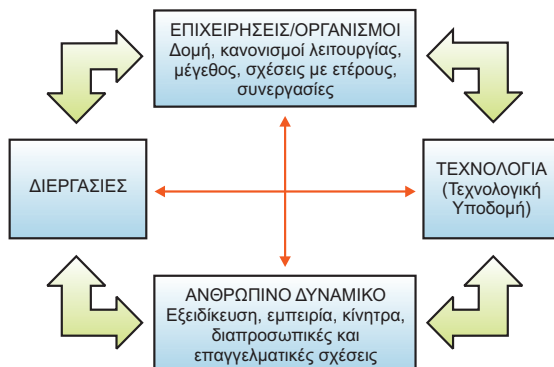 ΕΠΙΧΕΙΡΗΣΕΙΣ/ΟΡΓΑΝΙΣΜΟΙ
Δομή, κανονισμοί λειτουργίας,
μέγεθος, σχέσεις με ετέρους,
συνεργασίες
ΔΙΕΡΓΑΣΙΕΣ
ΤΕΧΝΟΛΟΓΙΑ
(Τεχνολογική
Υποδομή)
ΑΝΘΡΩΠΙΝΟ ΔΥΝΑΜΙΚΟ
Εξειδίκευση, εμπειρία, κίνητρα,
διαπροσωπικές και
επαγγελματικές σχέσεις